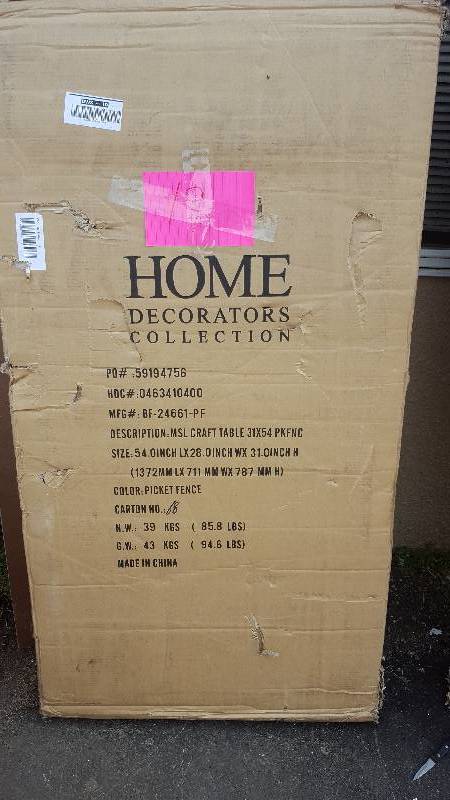 HOME
DECORATORS
COLLECTION
PO# :59194756
HDC#:0463410400
MFG#: BF-24661-PF
DESCRIPTION:MSL CRAFT TABLE 31X54 PKFNC
SIZE:54.0INCH LX28.0INCH WX 31.0INCH H
(1372MM LX 711 MM WX 787 MM H)
COLOR:PICKET FENCE
CARTON NO.: 18
N.W.: 39 KGS ( 85.8 LBS)
G.W.: 43 KGS ( 94.6 LBS)
MADE IN CHINA